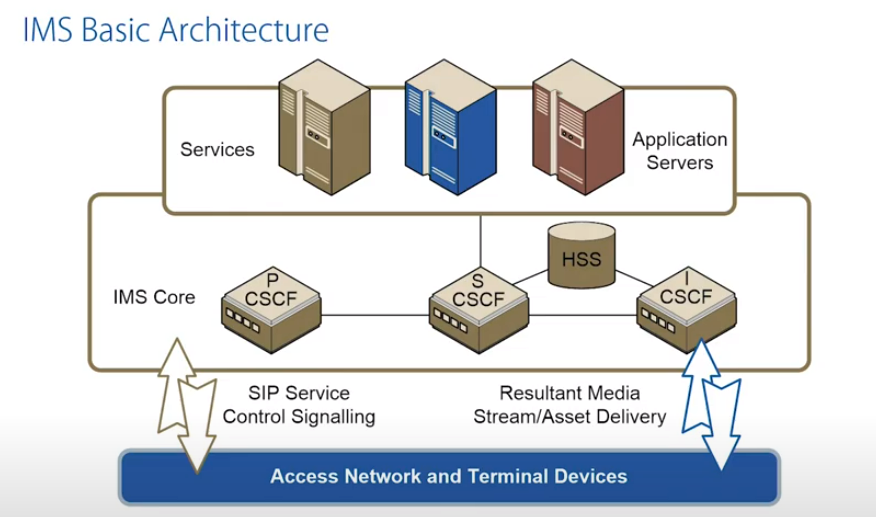 IMS Basic Architecture
Services
Application
Servers
HSS
P
CSCF
S
CSCF
I
CSCF
IMS Core
SIP Service
Control Signalling
Resultant Media
Stream/Asset Delivery
Access Network and Terminal Devices